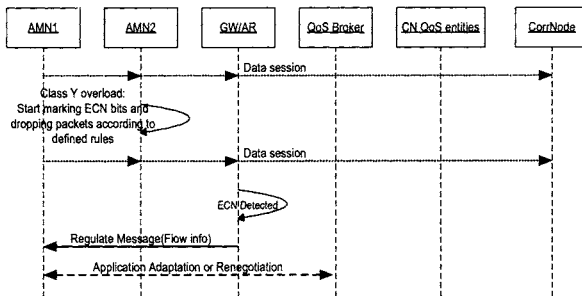 AMN1
AMN2
GW/AR
QoS Broker
CN QoS entities
CorrNode
Data session
Class Y overload:
Start marking ECN bits and
dropping packets according to
defined rules
Data session
ECN Detected
Regulate Message(Flow info)
Application Adaptation or Renegotiation